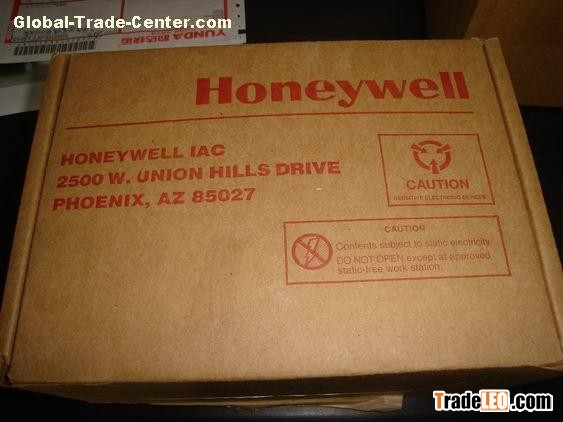 Global-Trade-Center.com
YUNDA
Honeywell
HONEYWELL IAC
2500 W. UNION HILLS DRIVE
PHOENIX, AZ 85027
CAUTION
SENSITIVE ELECTRONIC DEVICES
CAUTION
Contents subject to static electricity.
DO NOT OPEN except at approved
static-free work station.
TradeLEO.com